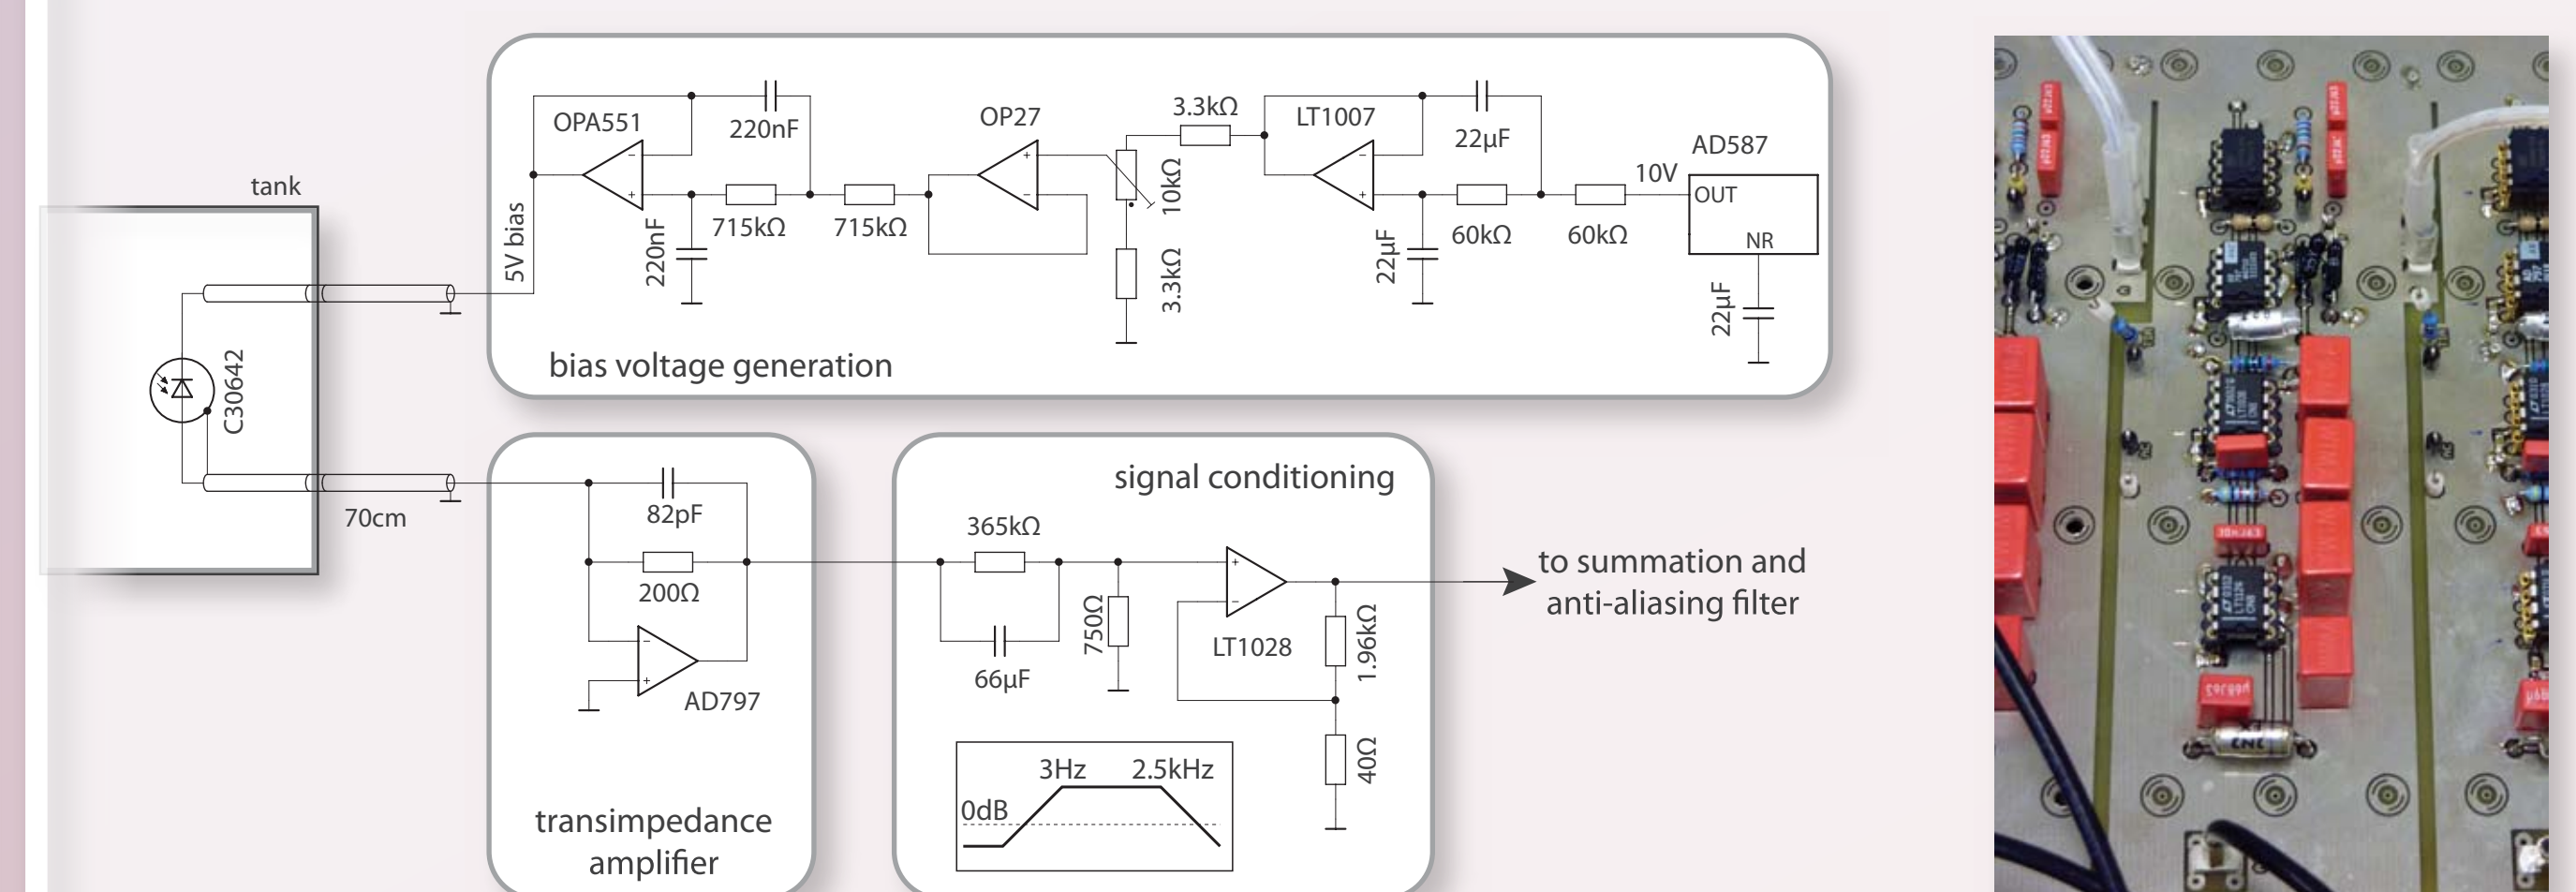 tank
C30642
70cm
5V bias
OPA551
−
+
220nF
220nF
715kΩ
715kΩ
OP27
+
−
3.3kΩ
10kΩ
3.3kΩ
LT1007
−
+
22µF
22µF
60kΩ
60kΩ
10V
AD587
OUT
NR
22µF
bias voltage generation
82pF
200Ω
−
+
AD797
transimpedance
amplifier
signal conditioning
365kΩ
66µF
750Ω
+
−
LT1028
1.96kΩ
40Ω
3Hz
2.5kHz
0dB
to summation and
anti-aliasing filter